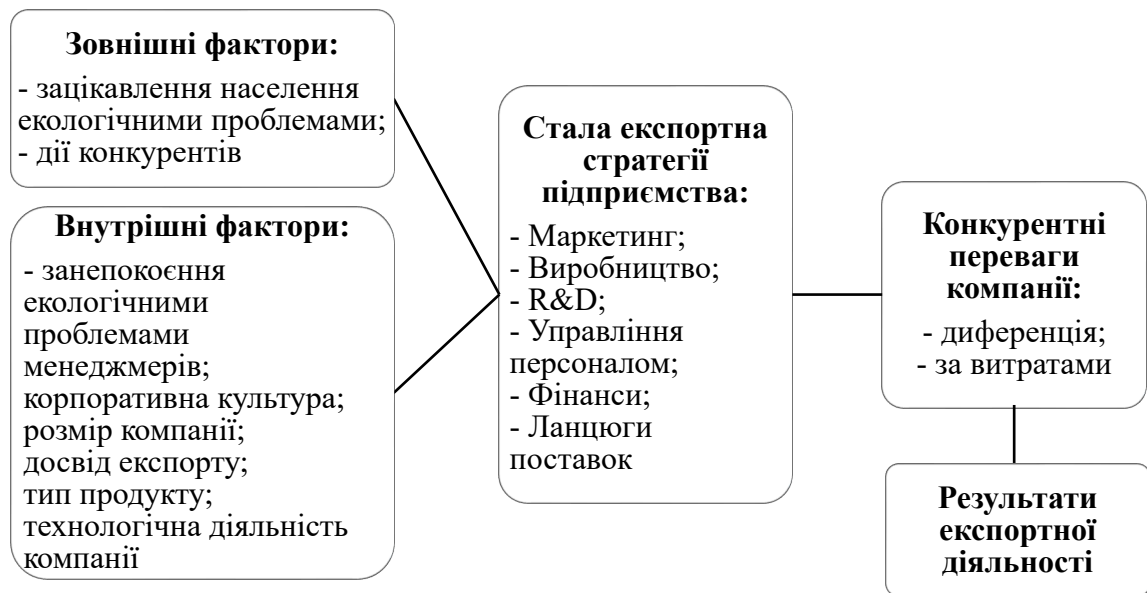 Зовнішні фактори:
- зацікавлення населення
екологічними проблемами;
- дії конкурентів
Внутрішні фактори:
- занепокоєння
екологічними
проблемами
менеджмерів;
корпоративна культура;
розмір компанії;
досвід експорту;
тип продукту;
технологічна діяльність
компанії
Стала експортна
стратегії
підприємства:
- Маркетинг;
- Виробництво;
- R&D;
- Управління
персоналом;
- Фінанси;
- Ланцюги
поставок
Конкурентні
переваги
компанії:
- диференція;
- за витратами
Результати
експортної
діяльності